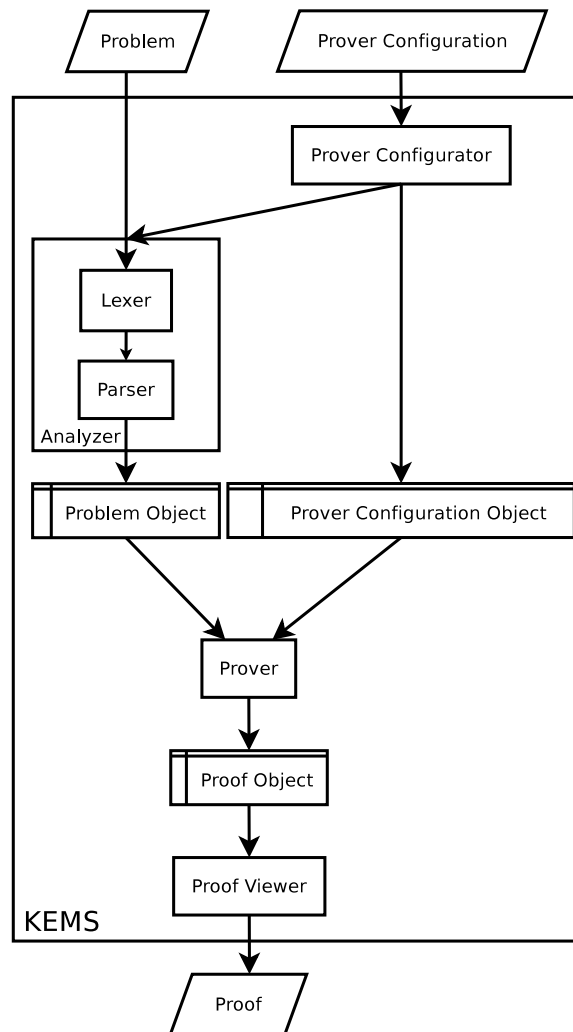 Problem
Prover Configuration
Prover Configurator
Lexer
Parser
Analyzer
Problem Object
Prover Configuration Object
Prover
Proof Object
Proof Viewer
KEMS
Proof